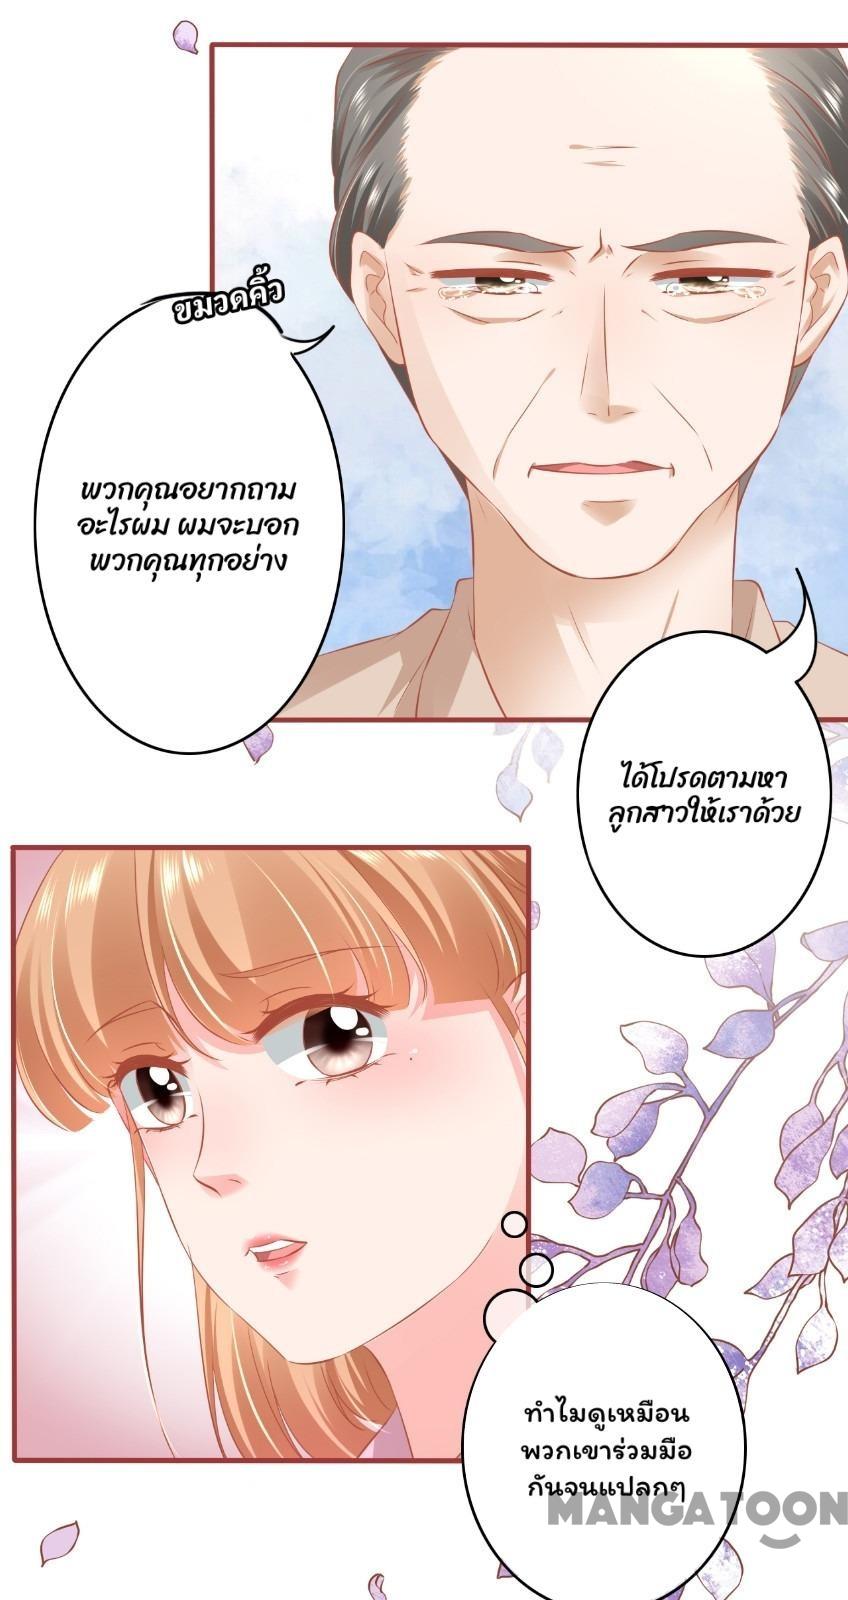 ขมวดคิ้ว
พวกคุณอยากถาม
อะไรผม ผมจะบอก
พวกคุณทุกอย่าง
ได้โปรดตามหา
ลูกสาวให้เราด้วย
ทำไมดูเหมือน
พวกเขาร่วมมือ
กันจนแปลกๆ
MANGATOON